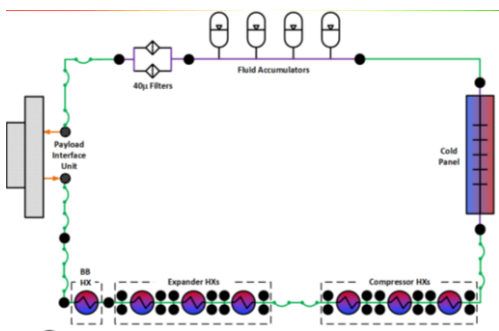 Fluid Accumulators
40μ Filters
Payload
Interface
Unit
Cold
Panel
BB
HX
Expander HXs
Compressor HXs